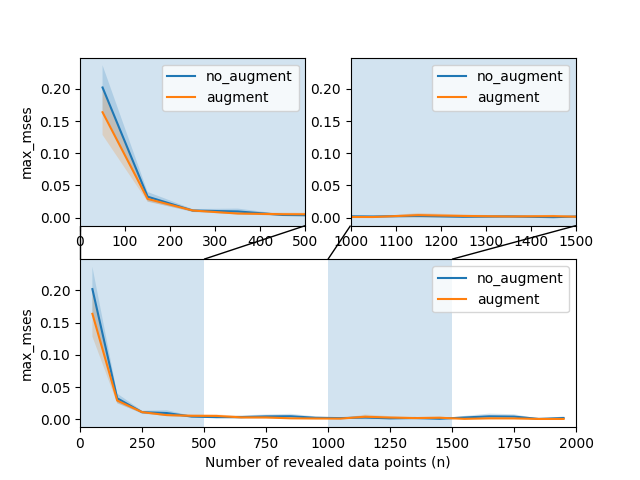 0.20
0.15
0.10
0.05
0.00
max_mses
no_augment
augment
0 100 200 300 400 500
0.20
0.15
0.10
0.05
0.00
no_augment
augment
1000 1100 1200 1300 1400 1500
0.20
0.15
0.10
0.05
0.00
max_mses
no_augment
augment
0 250 500 750 1000 1250 1500 1750 2000
Number of revealed data points (n)